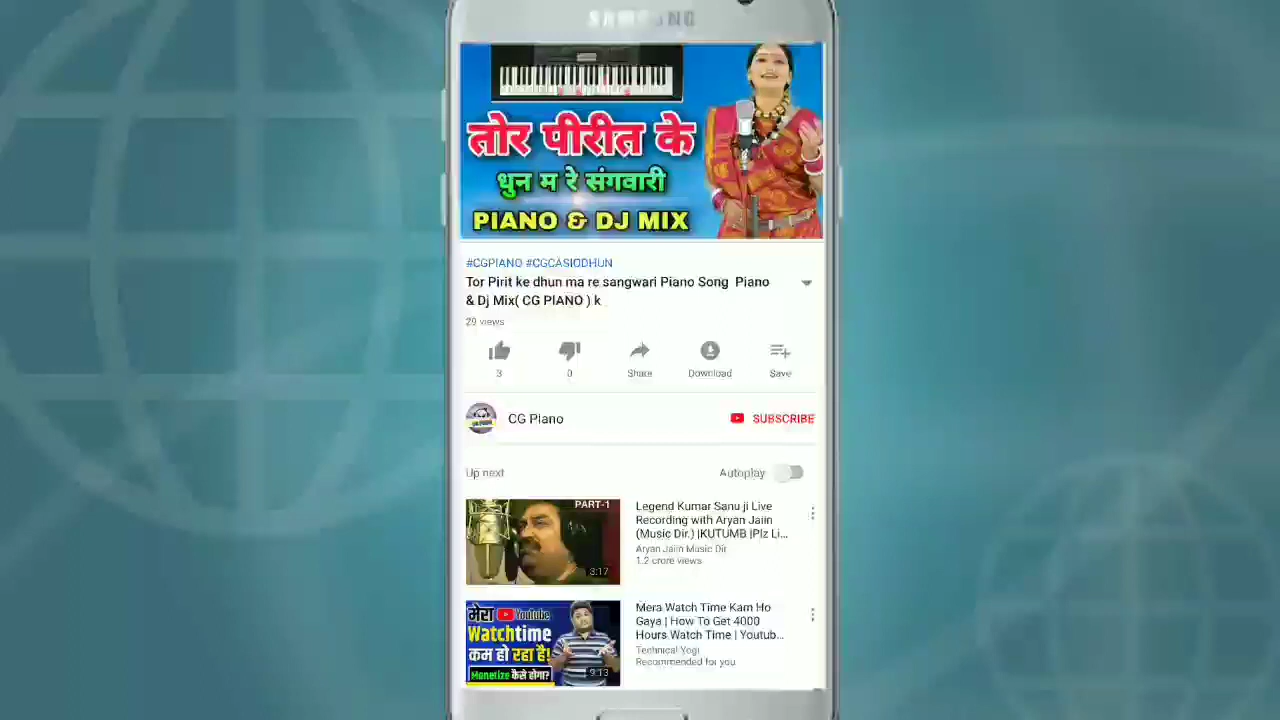 SAMSUNG
तोर पीरीत के
धुन म रे संगवारी
PIANO & DJ MIX
#CGPIANO #CGCASIODHUN
Tor Pirit ke dhun ma re sangwari Piano Song Piano
& Dj Mix( CG PIANO ) k
29 views
3
0
Share
Download
Save
CG Piano
SUBSCRIBE
Up next
Autoplay
PART-1
3:17
Legend Kumar Sanu ji Live
Recording with Aryan Jaiin
(Music Dir.) |KUTUMB |Plz Li...
Aryan Jaiin Music Dir
1.2 crore views
मेरा Youtube
Watchtime
कम हो रहा है!
Monetize कैसे होगा?
9:13
Mera Watch Time Kam Ho
Gaya | How To Get 4000
Hours Watch Time | Youtub...
Technical Yogi
Recommended for you